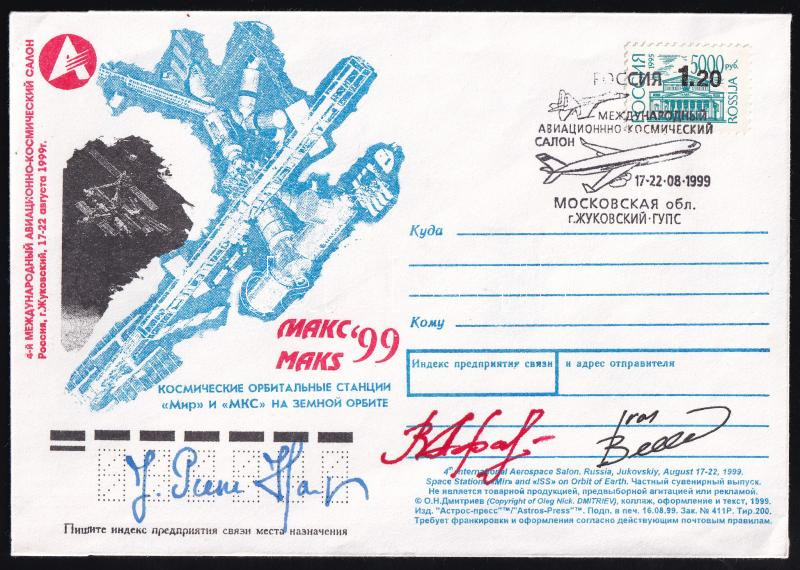 4-й МЕЖДУНАРОДНЫЙ АВИАЦИОННО-КОСМИЧЕСКИЙ САЛОН
Россия, г.Жуковский, 17-22 августа 1999г.
РОССИЯ 1995
5000 руб.
ROSSIJA
РОССИЯ 1.20
МЕЖДУНАРОДНЫЙ
АВИАЦИОНННО-КОСМИЧЕСКИЙ
САЛОН
17-22-08-1999
МОСКОВСКАЯ обл.
г.ЖУКОВСКИЙ-ГУПС
МАКС'99
MAKS
КОСМИЧЕСКИЕ ОРБИТАЛЬНЫЕ СТАНЦИИ
«Мир» и «МКС» НА ЗЕМНОЙ ОРБИТЕ
Куда
Кому
Индекс предприятия связи и адрес отправителя
4th International Aerospace Salon. Russia, Jukovskiy, August 17-22, 1999.
Space Stations «Mir» and «ISS» on Orbit of Earth. Частный сувенирный выпуск.
Не является товарной продукцией, предвыборной агитацией или рекламой.
© О.Н.Дмитриев (Copyright of Oleg Nick. DMITRIEV), коллаж, оформление и текст, 1999.
Изд. "Астрос-пресс"™/"Astros-Press"™. Подп. в печ. 16.08.99. Зак. № 411Р. Тир.200.
Требует франкировки и оформления согласно действующим почтовым правилам.
Пишите индекс предприятия связи места назначения